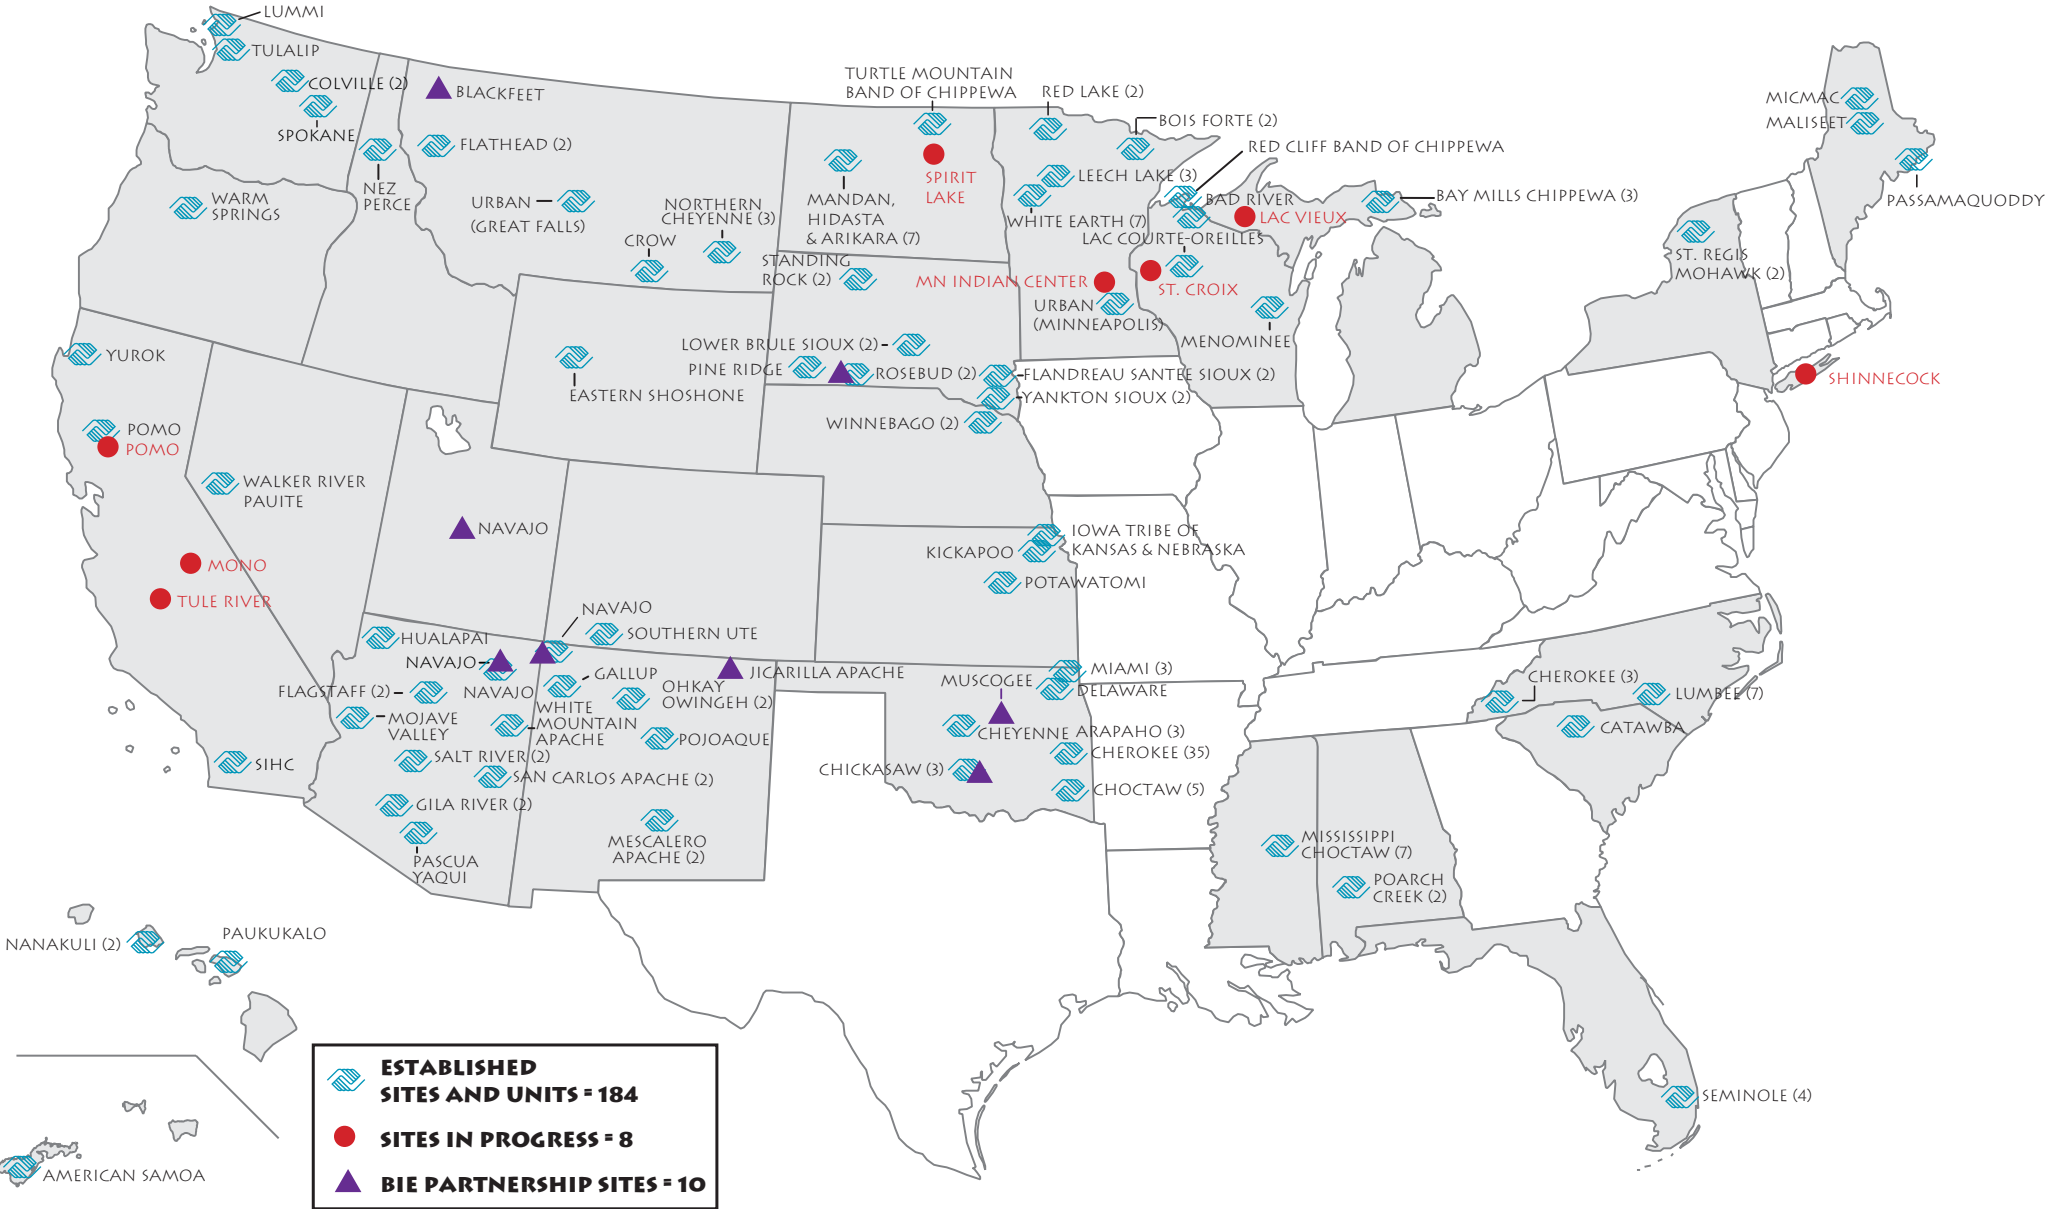 LUMMI
TULALIP
COLVILLE (2)
SPOKANE
NEZ
PERCE
WARM
SPRINGS
BLACKFEET
FLATHEAD (2)
URBAN
(GREAT FALLS)
NORTHERN
CHEYENNE (3)
CROW
TURTLE MOUNTAIN
BAND OF CHIPPEWA
SPIRIT
LAKE
MANDAN,
HIDASTA
& ARIKARA (7)
STANDING
ROCK (2)
RED LAKE (2)
BOIS FORTE (2)
RED CLIFF BAND OF CHIPPEWA
LEECH LAKE (3)
WHITE EARTH (7)
BAD RIVER
LAC VIEUX
BAY MILLS CHIPPEWA (3)
LAC COURTE-OREILLES
MN INDIAN CENTER
ST. CROIX
URBAN
(MINNEAPOLIS)
MENOMINEE
MICMAC
MALISEET
PASSAMAQUODDY
ST. REGIS
MOHAWK (2)
SHINNECOCK
YUROK
POMO
POMO
WALKER RIVER
PAUITE
MONO
TULE RIVER
SIHC
EASTERN SHOSHONE
LOWER BRULE SIOUX (2)
PINE RIDGE
ROSEBUD (2)
FLANDREAU SANTEE SIOUX (2)
YANKTON SIOUX (2)
WINNEBAGO (2)
NAVAJO
IOWA TRIBE OF
KANSAS & NEBRASKA
KICKAPOO
POTAWATOMI
NAVAJO
SOUTHERN UTE
HUALAPAI
NAVAJO
NAVAJO
FLAGSTAFF (2)
MOJAVE
VALLEY
GALLUP
OHKAY
OWINGEH (2)
JICARILLA APACHE
WHITE
MOUNTAIN
APACHE
POJOAQUE
SALT RIVER (2)
SAN CARLOS APACHE (2)
GILA RIVER (2)
PASCUA
YAQUI
MESCALERO
APACHE (2)
MIAMI (3)
MUSCOGEE
DELAWARE
CHEYENNE ARAPAHO (3)
CHEROKEE (35)
CHICKASAW (3)
CHOCTAW (5)
CHEROKEE (3)
LUMBEE (7)
CATAWBA
MISSISSIPPI
CHOCTAW (7)
POARCH
CREEK (2)
SEMINOLE (4)
NANAKULI (2)
PAUKUKALO
AMERICAN SAMOA
ESTABLISHED
SITES AND UNITS = 184
SITES IN PROGRESS = 8
BIE PARTNERSHIP SITES = 10